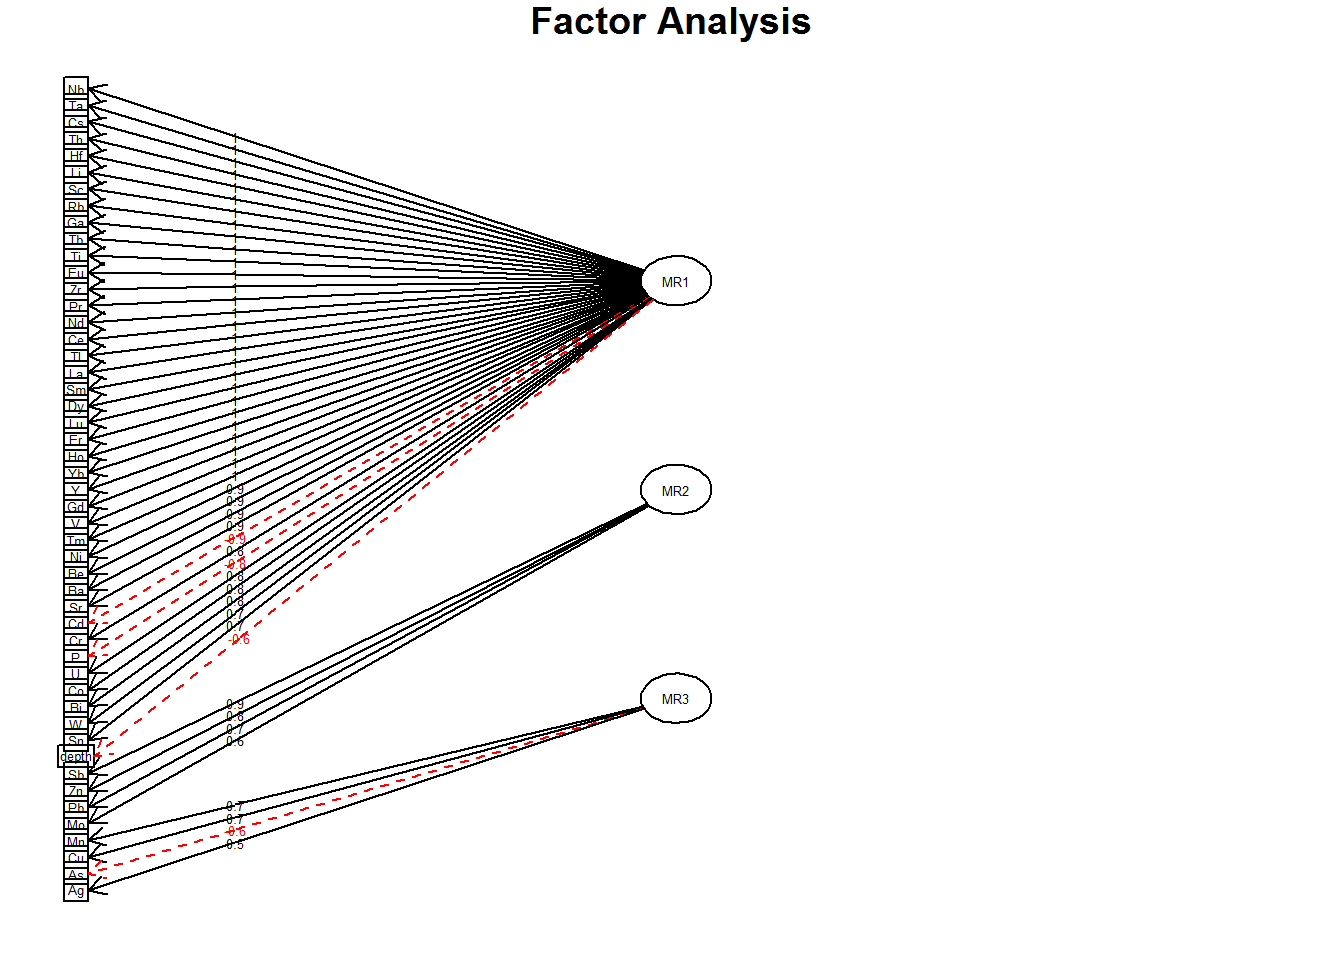 Factor Analysis
Nb
Ta
Cs
Th
Hf
Li
Sc
Rb
Ga
Tb
Ti
Eu
Zr
Pr
Nd
Ce
Tl
La
Sm
Dy
Lu
Er
Ho
Yb
Y
Gd
V
Tm
Ni
Be
Ba
Sr
Cd
Cr
P
U
Co
Bi
W
Sn
depth
Sb
Zn
Pb
Mo
Mn
Cu
As
Ag
0.9
0.9
0.9
0.9
-0.9
0.8
-0.8
0.8
0.8
0.8
0.7
0.7
-0.6
0.9
0.8
0.7
0.6
0.7
0.7
-0.6
0.5
MR1
MR2
MR3